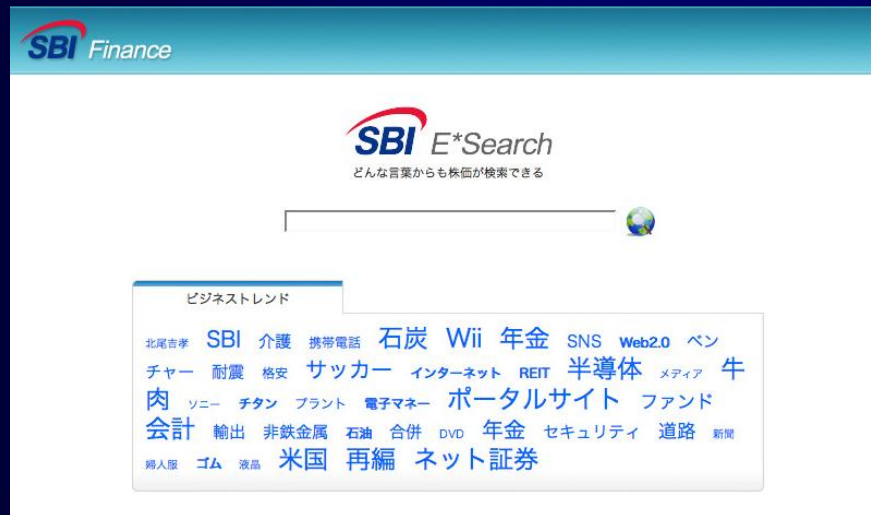 SBI Finance
SBI E*Search
どんな言葉からも株価が検索できる
ビジネストレンド
北尾吉孝 SBI 介護 携帯電話 石炭 Wii 年金 SNS Web2.0 ベン
チャー 耐震 格安 サッカー インターネット REIT 半導体 メディア 牛
肉 ソニー チタン プラント 電子マネー ポータルサイト ファンド
会計 輸出 非鉄金属 石油 合併 DVD 年金 セキュリティ 道路 新聞
婦人服 ゴム 液晶 米国 再編 ネット証券